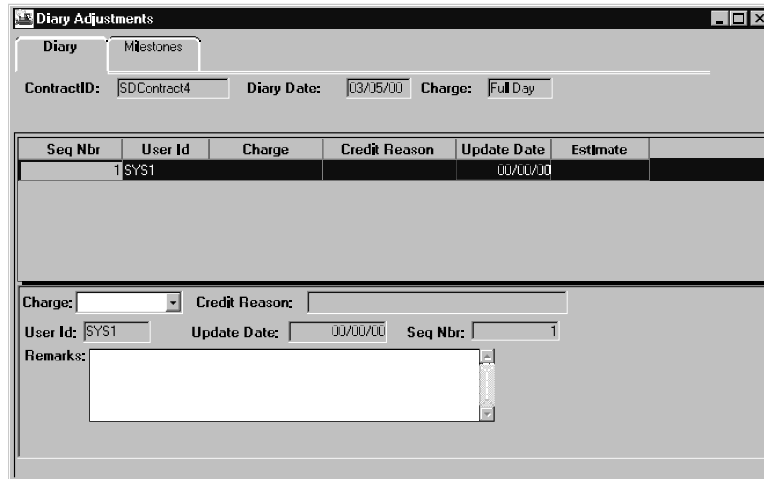 Diary Adjustments
Diary Milestones
ContractID: SDContract4 Diary Date: 03/05/00 Charge: Full Day
Seq Nbr User Id Charge Credit Reason Update Date Estimate
1 SYS1 00/00/00
Charge: Credit Reason:
User Id: SYS1 Update Date: 00/00/00 Seq Nbr: 1
Remarks: